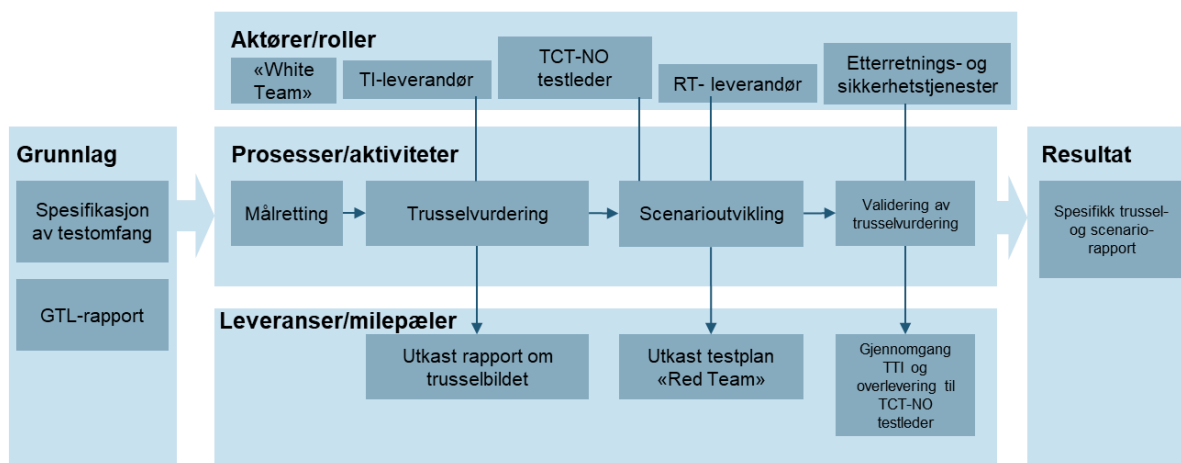 Aktører/roller
«White
Team»
TI-leverandør
TCT-NO
testleder
RT- leverandør
Etterretnings- og
sikkerhetstjenester
Grunnlag
Spesifikasjon
av testomfang
GTL-rapport
Prosesser/aktiviteter
Målretting
Trusselvurdering
Scenarioutvikling
Validering av
trusselvurdering
Leveranser/milepæler
Utkast rapport om
trusselbildet
Utkast testplan
«Red Team»
Gjennomgang
TTI og
overlevering til
TCT-NO
testleder
Resultat
Spesifikk trussel-
og scenario-
rapport